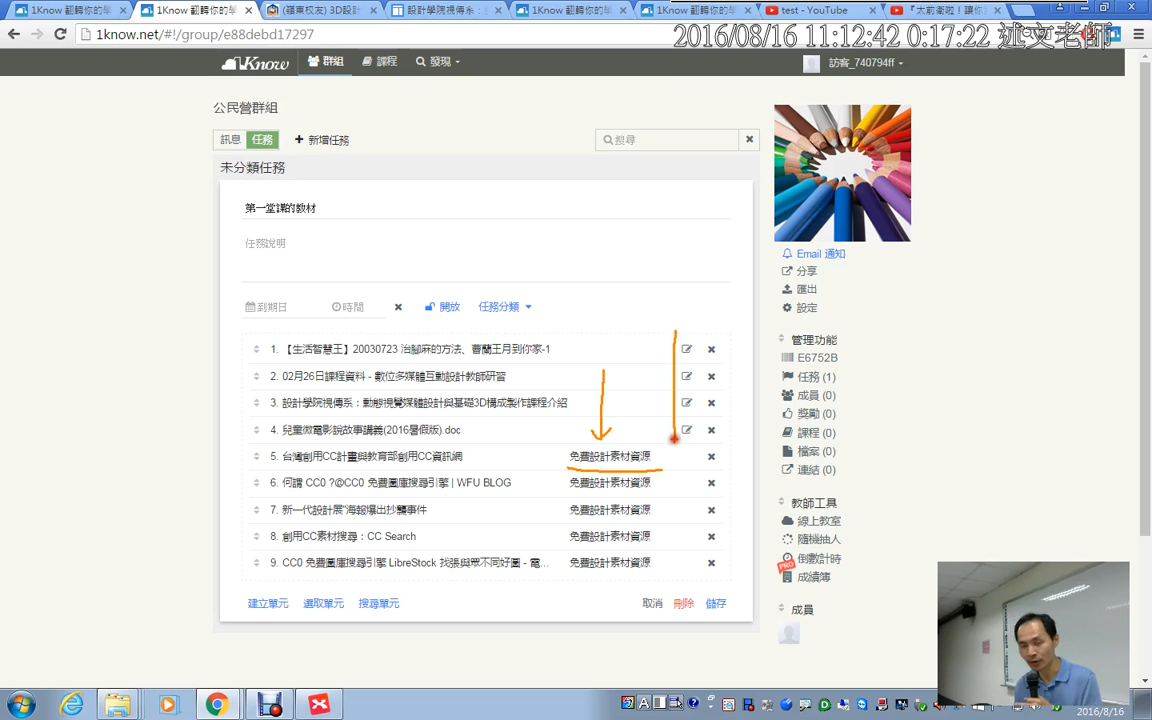 1Know 翻轉你的學
1Know 翻轉你的學
(嶺東校友) 3D設計
設計學院視傳系：
1Know 翻轉你的學
1Know 翻轉你的學
test - YouTube
1know.net/#!/group/e88debd17297
2016/08/16 11:12:42 0:17:22 述文老師
1Know
群組
課程
發現
訪客_740794ff
公民營群組
訊息
任務
新增任務
搜尋
未分類任務
第一堂課的教材
任務說明
到期日
時間
開放
任務分類
1. 【生活智慧王】20030723 治腳麻的方法、曹蘭王月到你家-1
2. 02月26日課程資料 - 數位多媒體互動設計教師研習
3. 設計學院視傳系：動態視覺媒體設計與基礎3D構成製作課程介紹
4. 兒童微電影說故事講義(2016暑假版).doc
5. 台灣創用CC計畫與教育部創用CC資訊網 免費設計素材資源
6. 何謂 CC0 ?@CC0 免費圖庫搜尋引擎 | WFU BLOG 免費設計素材資源
7. 新一代設計展"海報爆出抄襲事件 免費設計素材資源
8. 創用CC素材搜尋：CC Search 免費設計素材資源
9. CC0 免費圖庫搜尋引擎 LibreStock 找張與眾不同好圖 - 電... 免費設計素材資源
建立單元
選取單元
搜尋單元
取消
刪除
儲存
Email 通知
分享
匯出
設定
管理功能
E6752B
任務 (1)
成員 (0)
獎勵 (0)
課程 (0)
檔案 (0)
連結 (0)
教師工具
線上教室
隨機抽人
倒數計時
PRO
成績簿
成員
2016/8/16